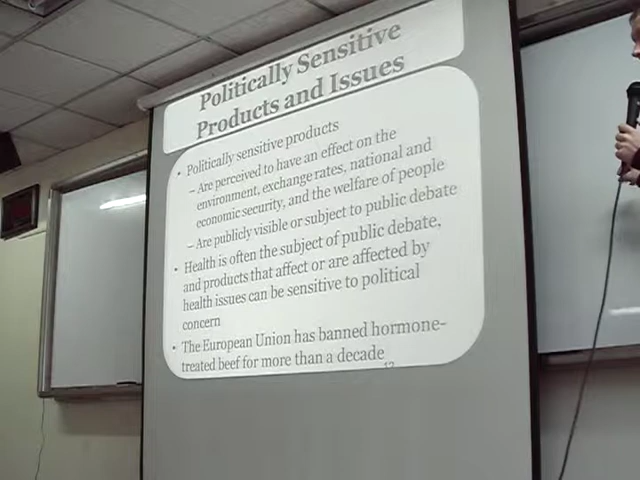 Politically Sensitive
Products and Issues
• Politically sensitive products
– Are perceived to have an effect on the
environment, exchange rates, national and
economic security, and the welfare of people
– Are publicly visible or subject to public debate
• Health is often the subject of public debate,
and products that affect or are affected by
health issues can be sensitive to political
concern
• The European Union has banned hormone-
treated beef for more than a decade